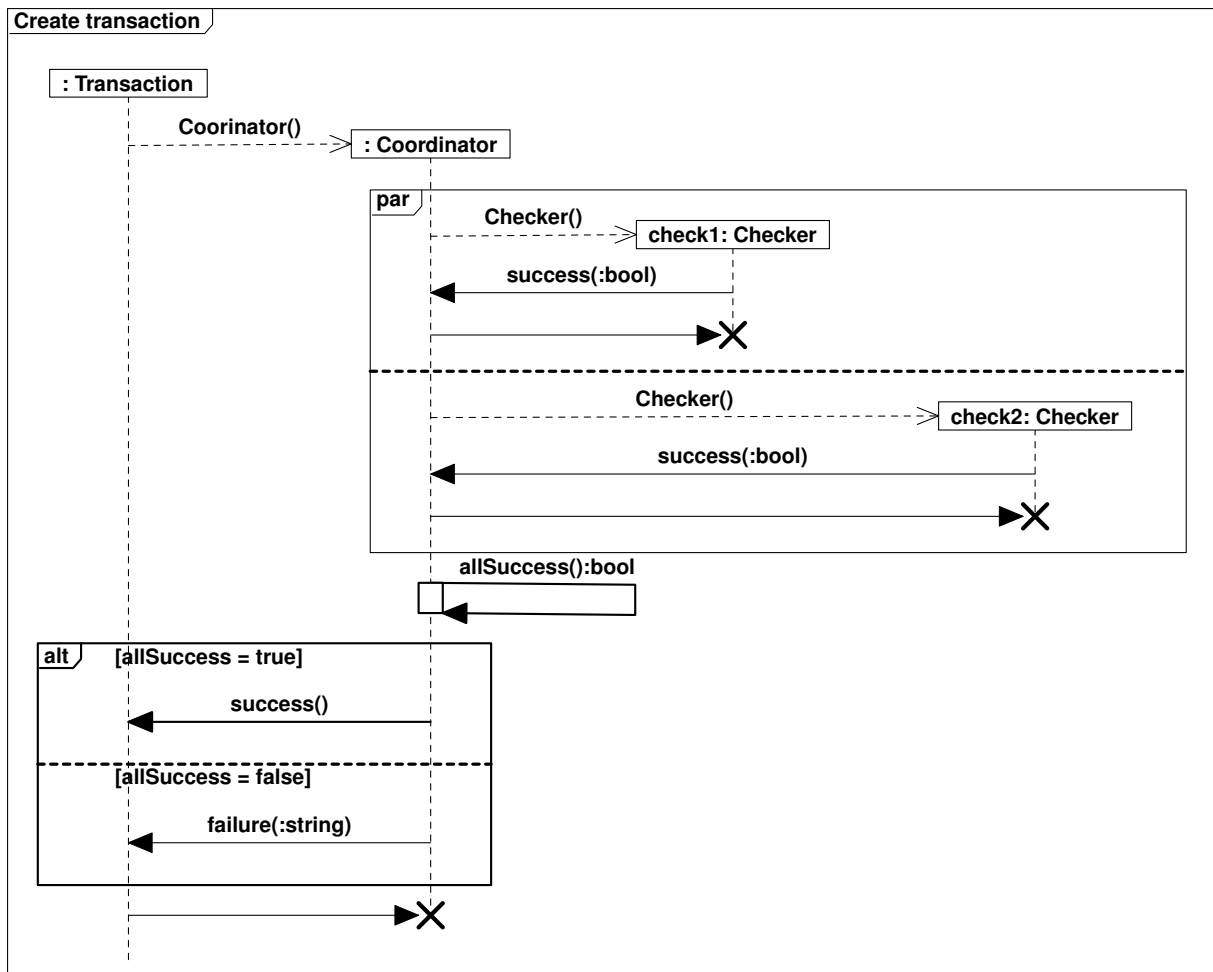 Create transaction
: Transaction
Coorinator()
: Coordinator
par
Checker()
check1: Checker
success(:bool)
Checker()
check2: Checker
success(:bool)
allSuccess():bool
alt [allSuccess = true]
success()
[allSuccess = false]
failure(:string)